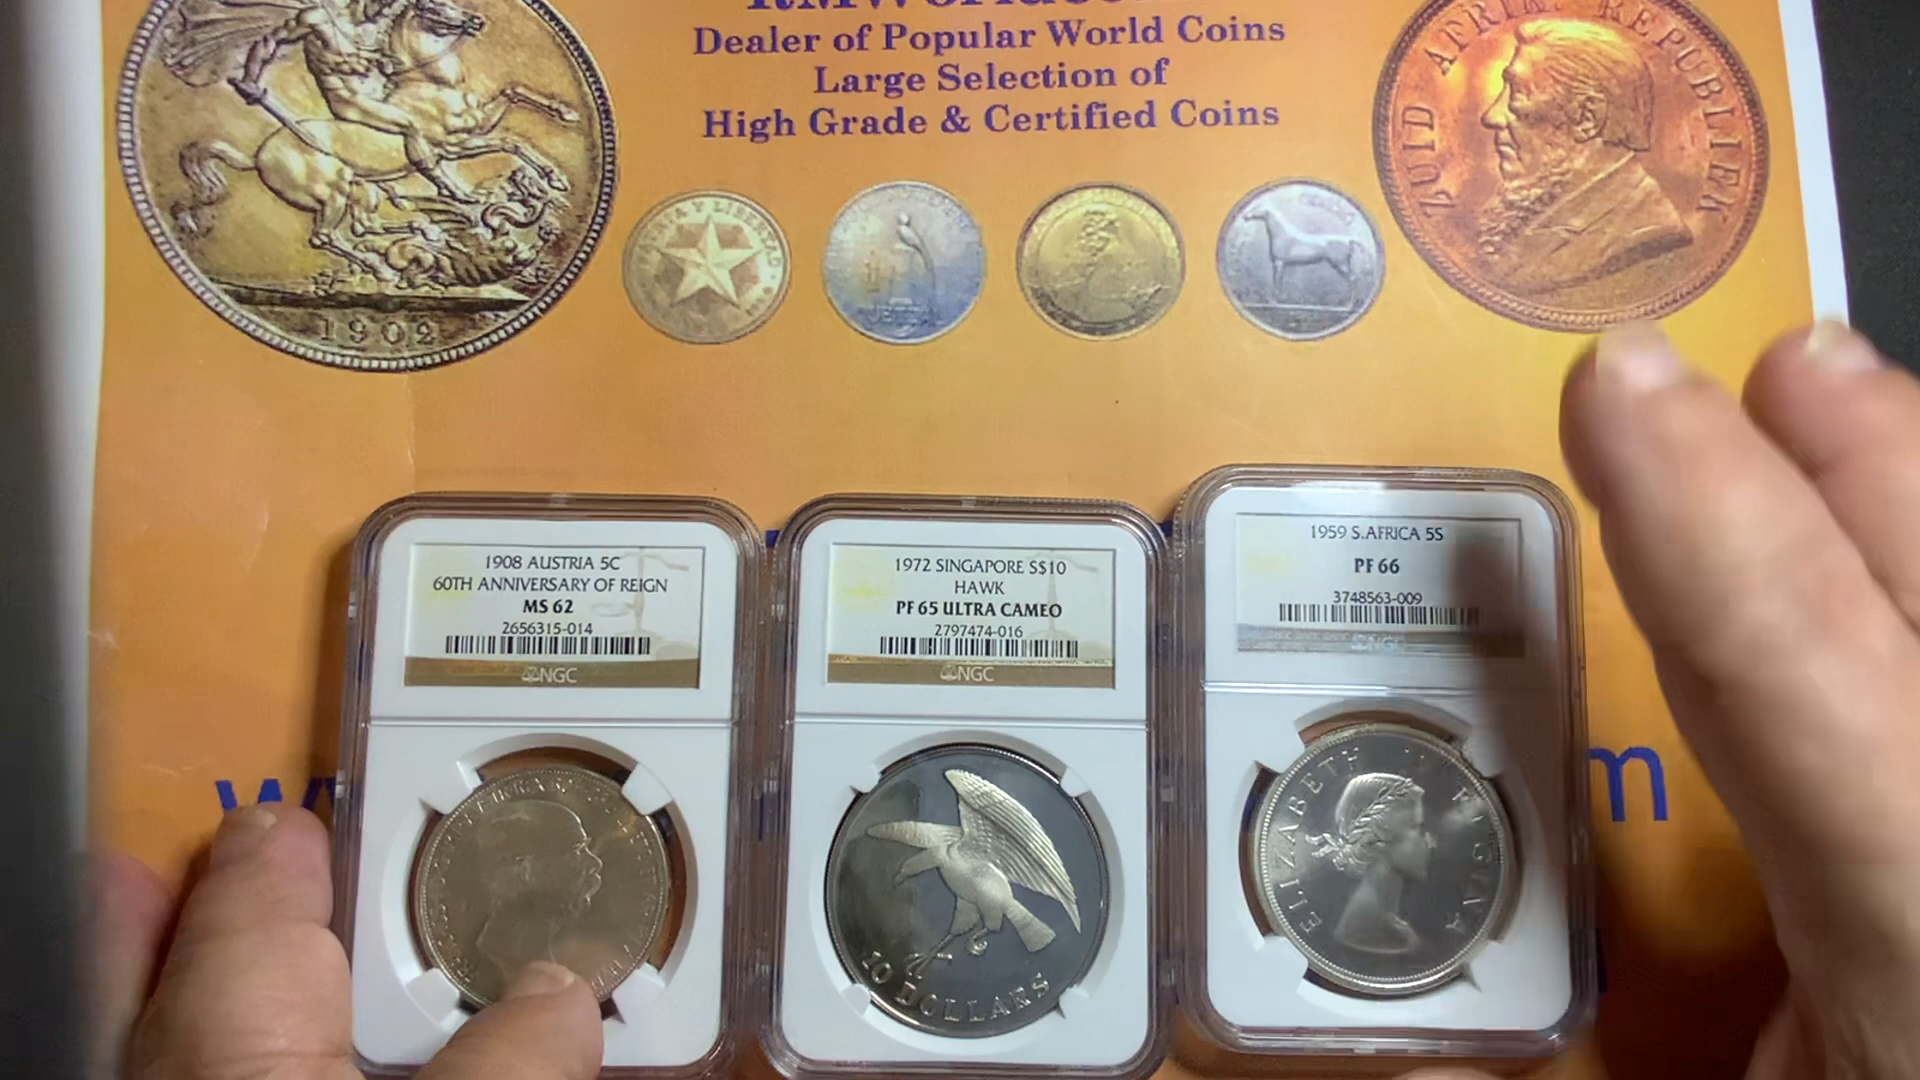 Dealer of Popular World Coins
Large Selection of
High Grade & Certified Coins
ZUID AFRIK. REPUBLIEK
1902
1908 AUSTRIA 5C
60TH ANNIVERSARY OF REIGN
MS 62
2656315-014
NGC
1972 SINGAPORE S$10
HAWK
PF 65 ULTRA CAMEO
2797474-016
NGC
1959 S.AFRICA 5S
PF 66
3748563-009
NGC
10 DOLLARS
ELIZABETH